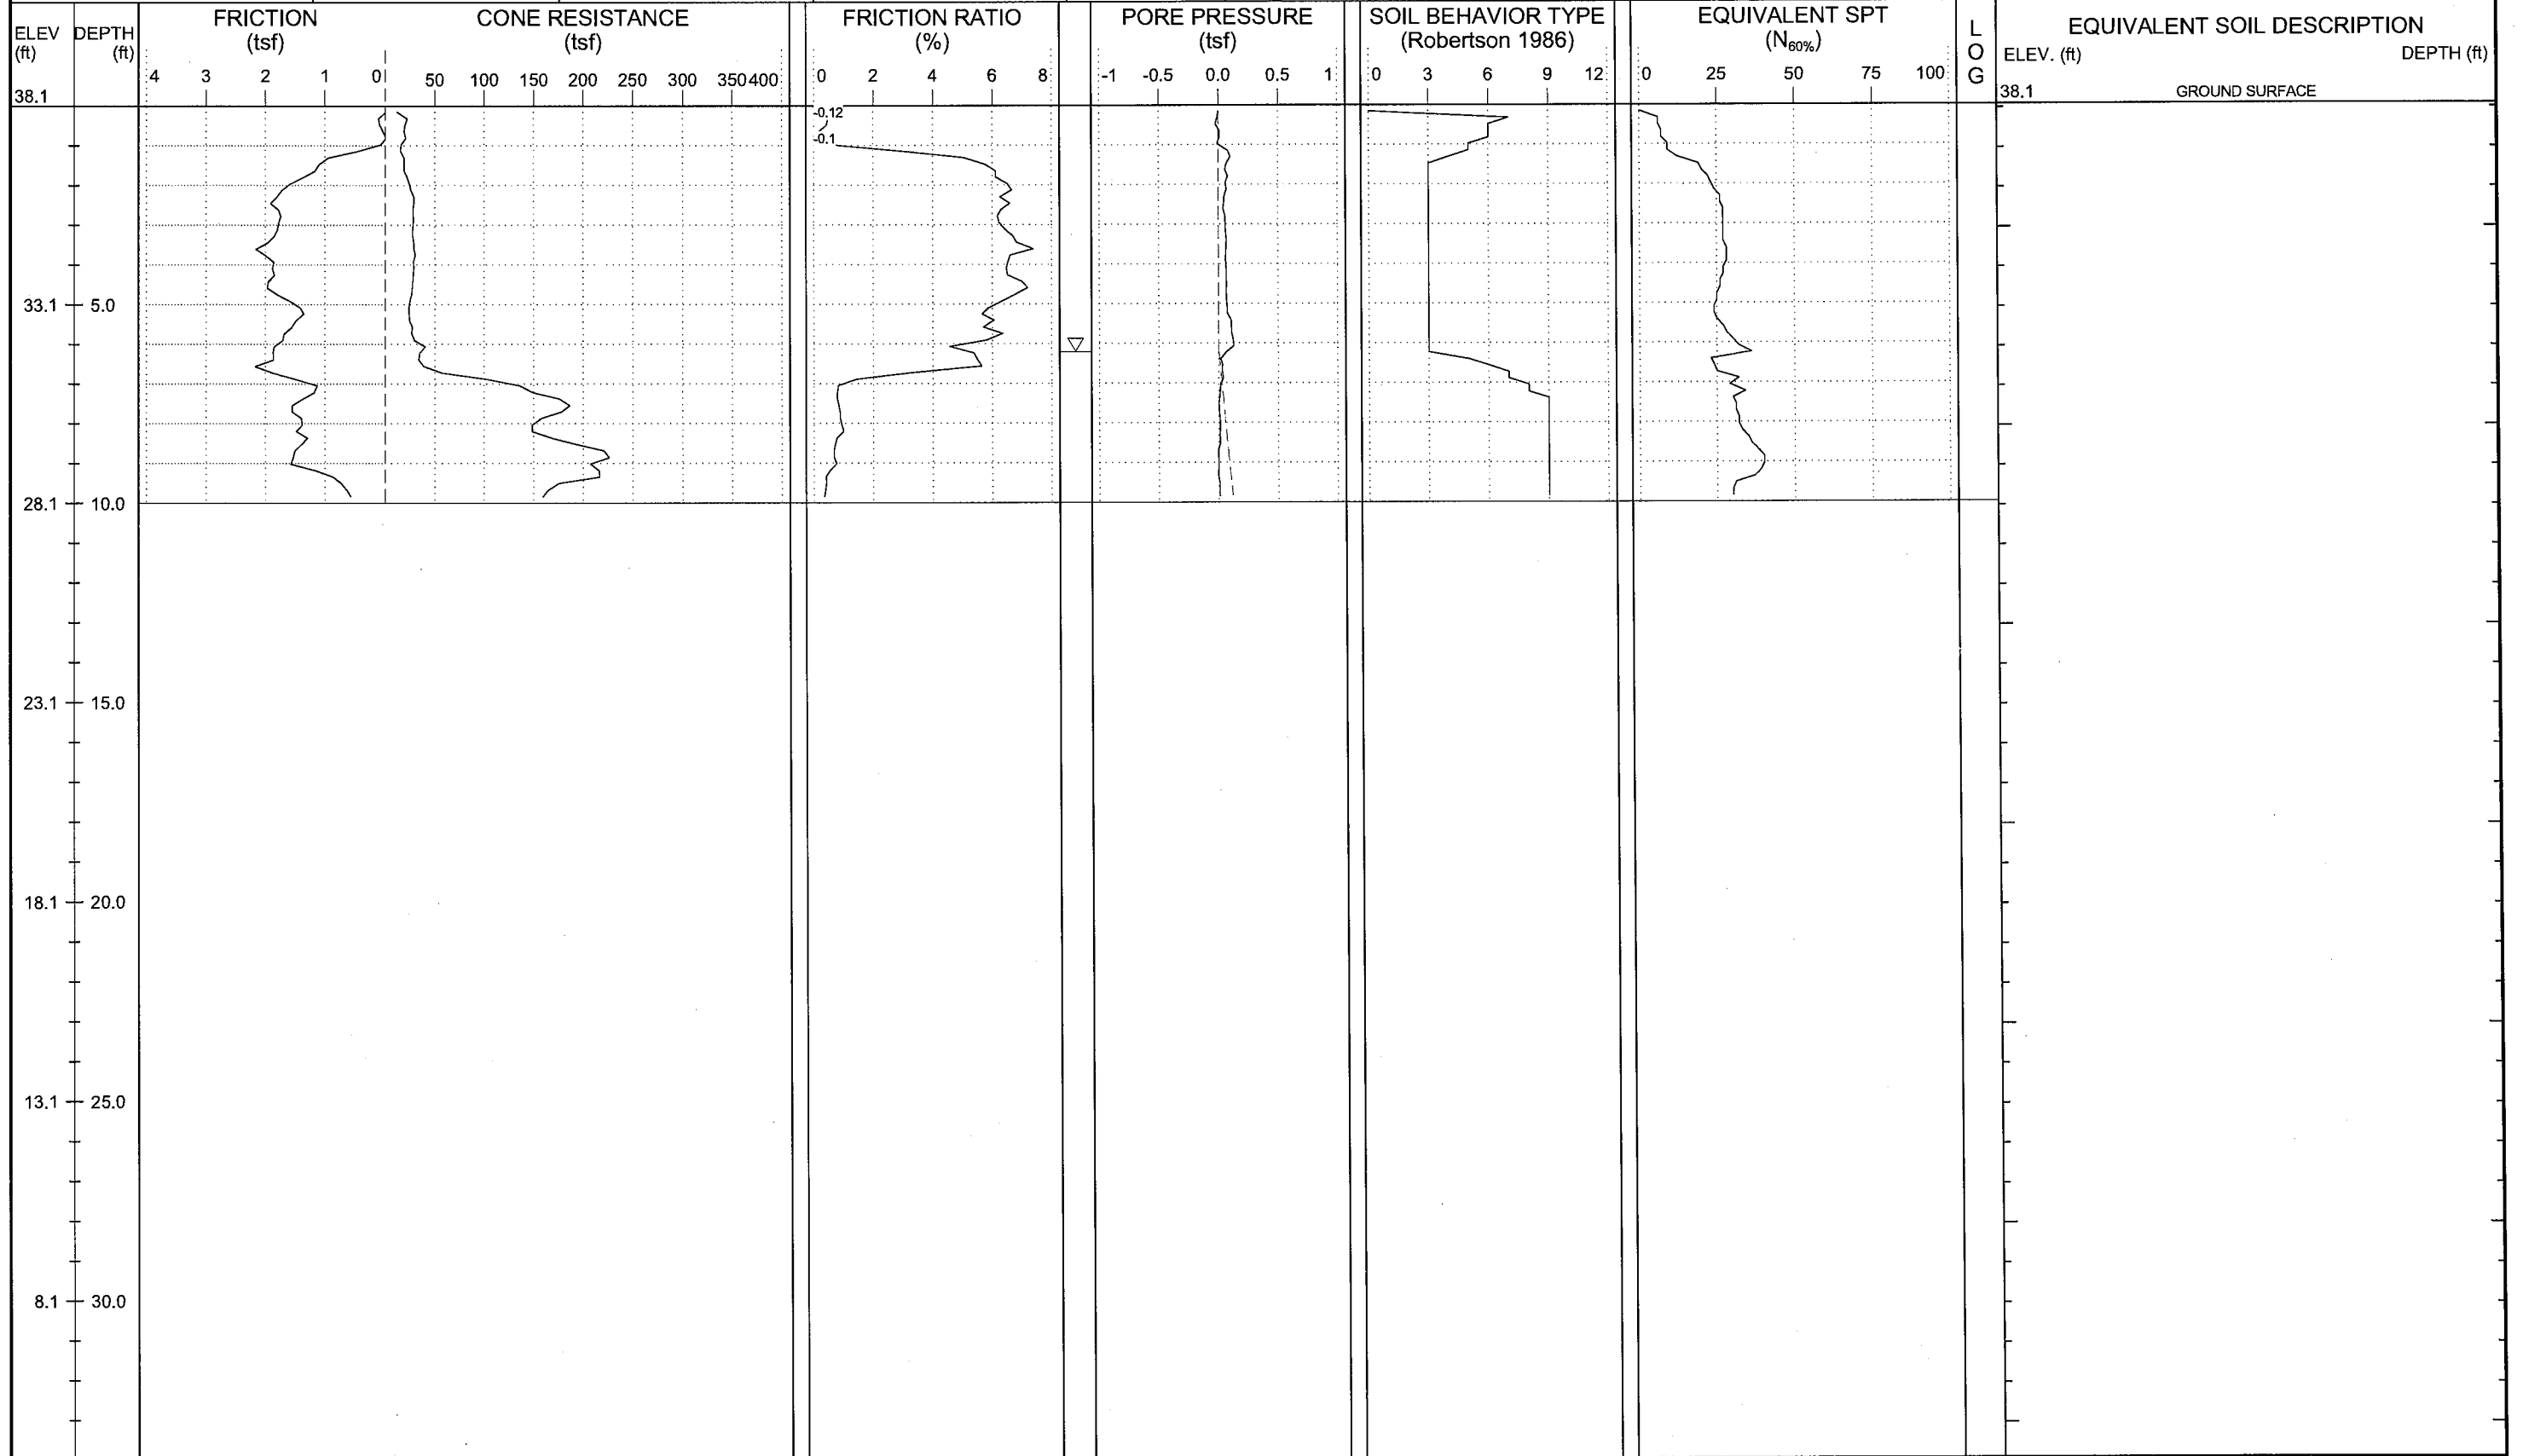 ELEV (ft)
DEPTH (ft)
FRICTION (tsf)
CONE RESISTANCE (tsf)
FRICTION RATIO (%)
PORE PRESSURE (tsf)
SOIL BEHAVIOR TYPE (Robertson 1986)
EQUIVALENT SPT (N60%)
LOG
EQUIVALENT SOIL DESCRIPTION
ELEV. (ft) DEPTH (ft)
4 3 2 1 0 50 100 150 200 250 300 350 400
0 2 4 6 8
-1 -0.5 0.0 0.5 1
0 3 6 9 12
0 25 50 75 100
38.1
38.1 GROUND SURFACE
-0.12
-0.1
33.1 5.0
28.1 10.0
23.1 15.0
18.1 20.0
13.1 25.0
8.1 30.0